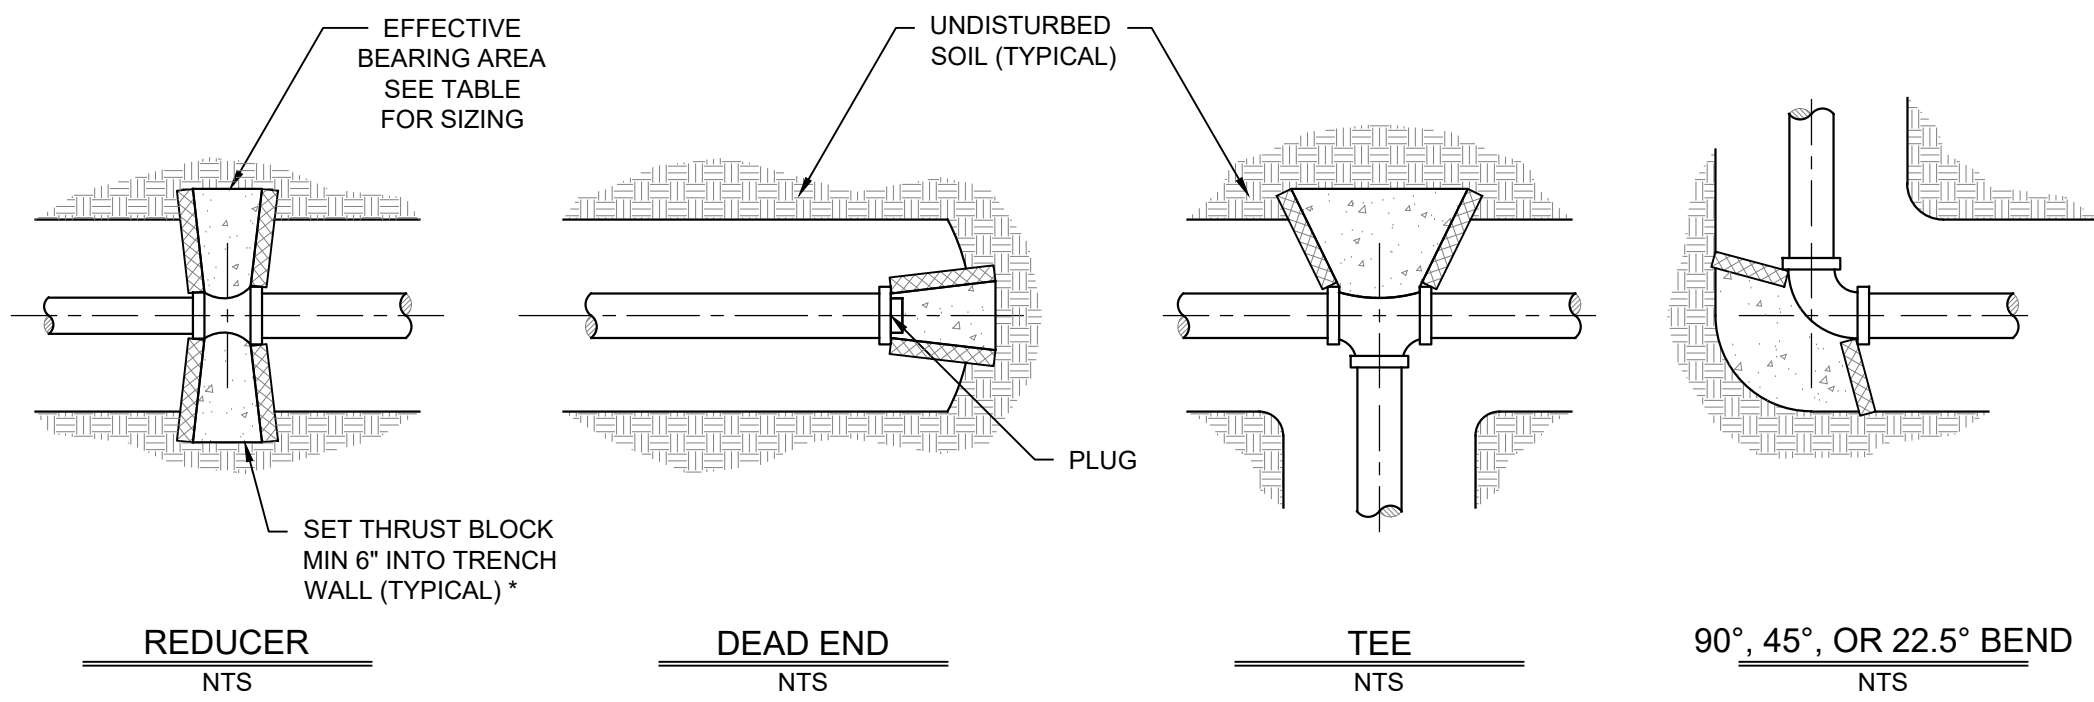 EFFECTIVE
BEARING AREA
SEE TABLE
FOR SIZING
UNDISTURBED
SOIL (TYPICAL)
PLUG
SET THRUST BLOCK
MIN 6" INTO TRENCH
WALL (TYPICAL) *
REDUCER
NTS
DEAD END
NTS
TEE
NTS
90°, 45°, OR 22.5° BEND
NTS